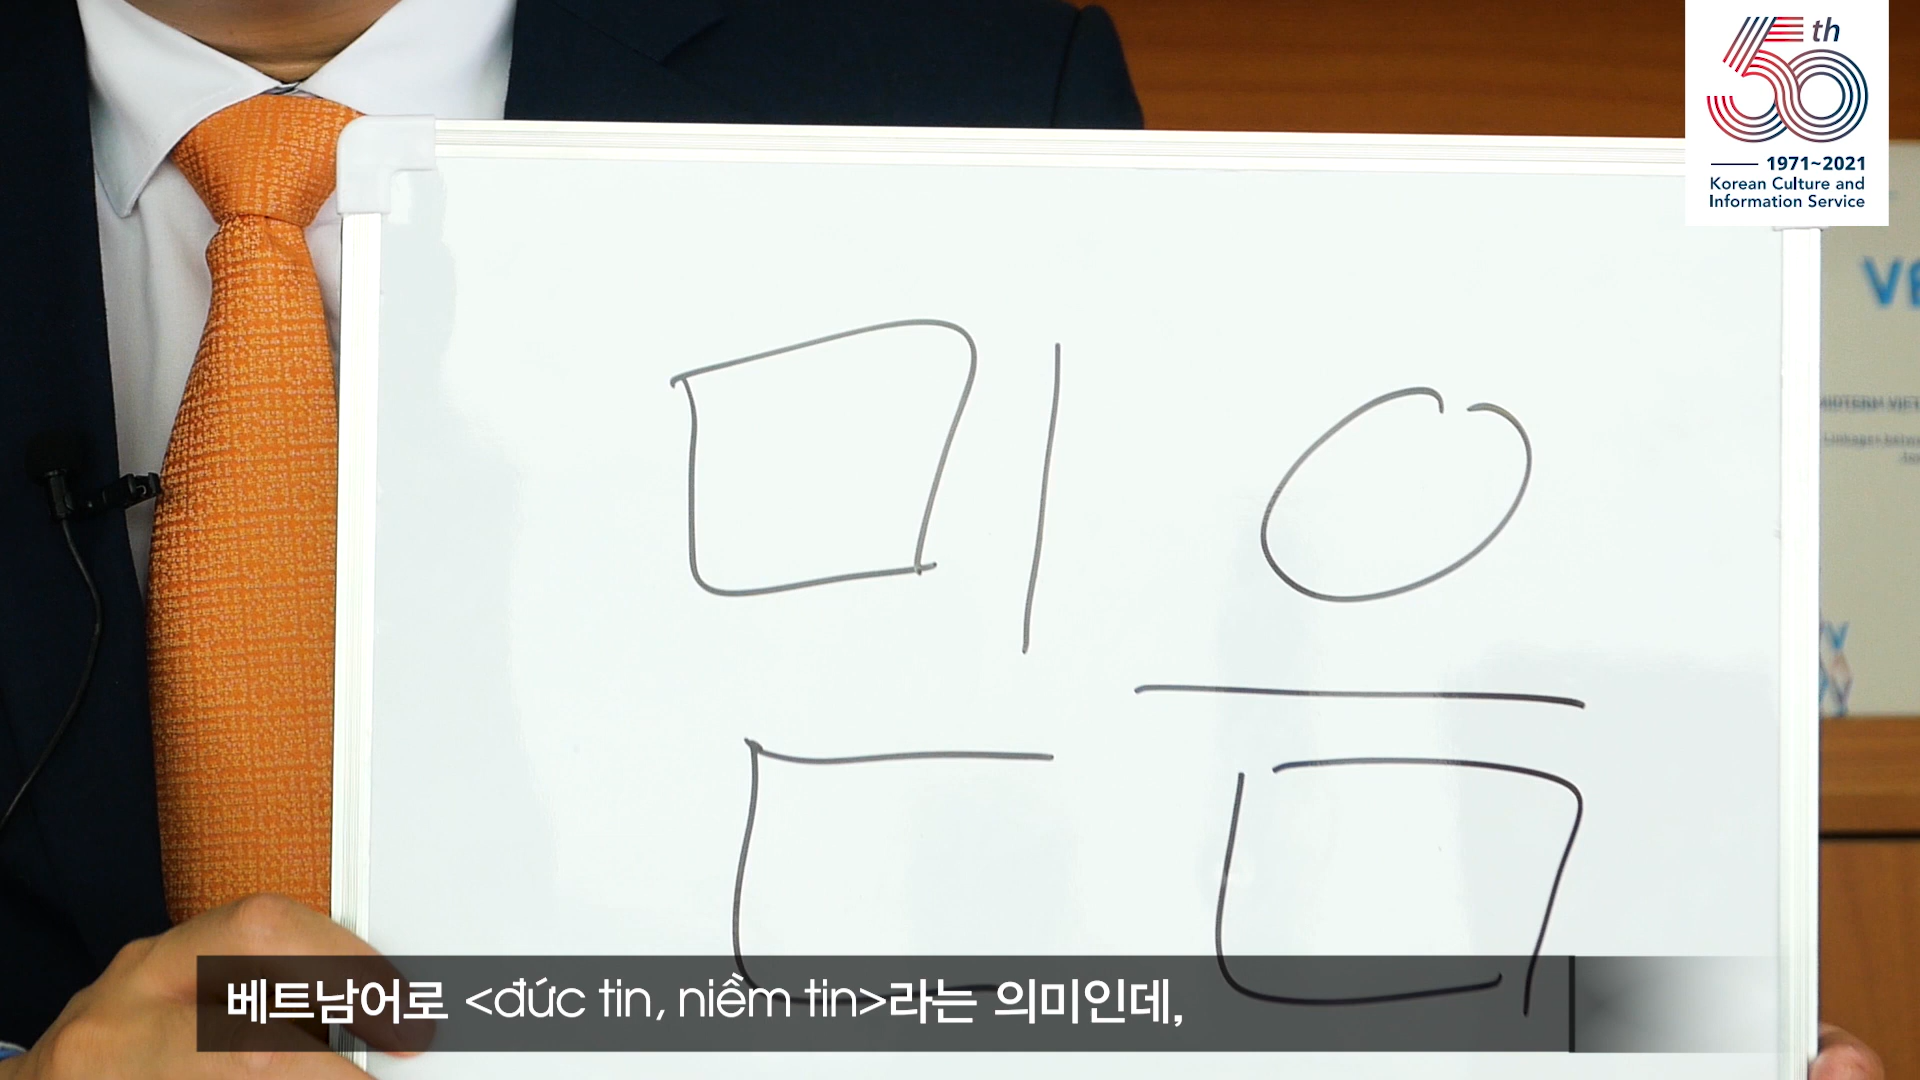 50th
1971~2021
Korean Culture and
Information Service
믿음
베트남어로 <đức tin, niềm tin>라는 의미인데,